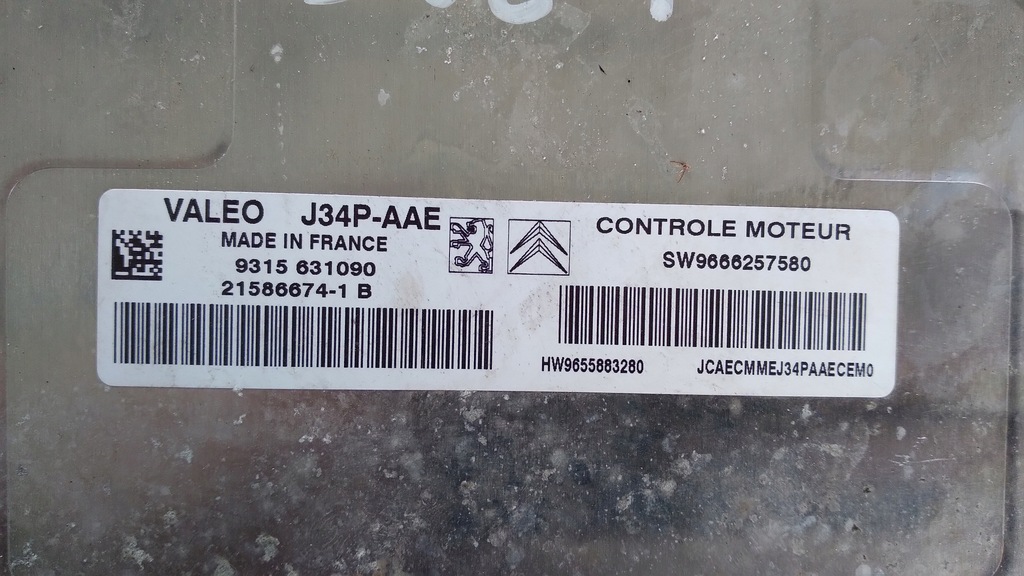 VALEO J34P-AAE
MADE IN FRANCE
9315 631090
21586674-1 B
CONTROLE MOTEUR
SW9666257580
HW9655883280 JCAECMMEJ34PAAECEM0